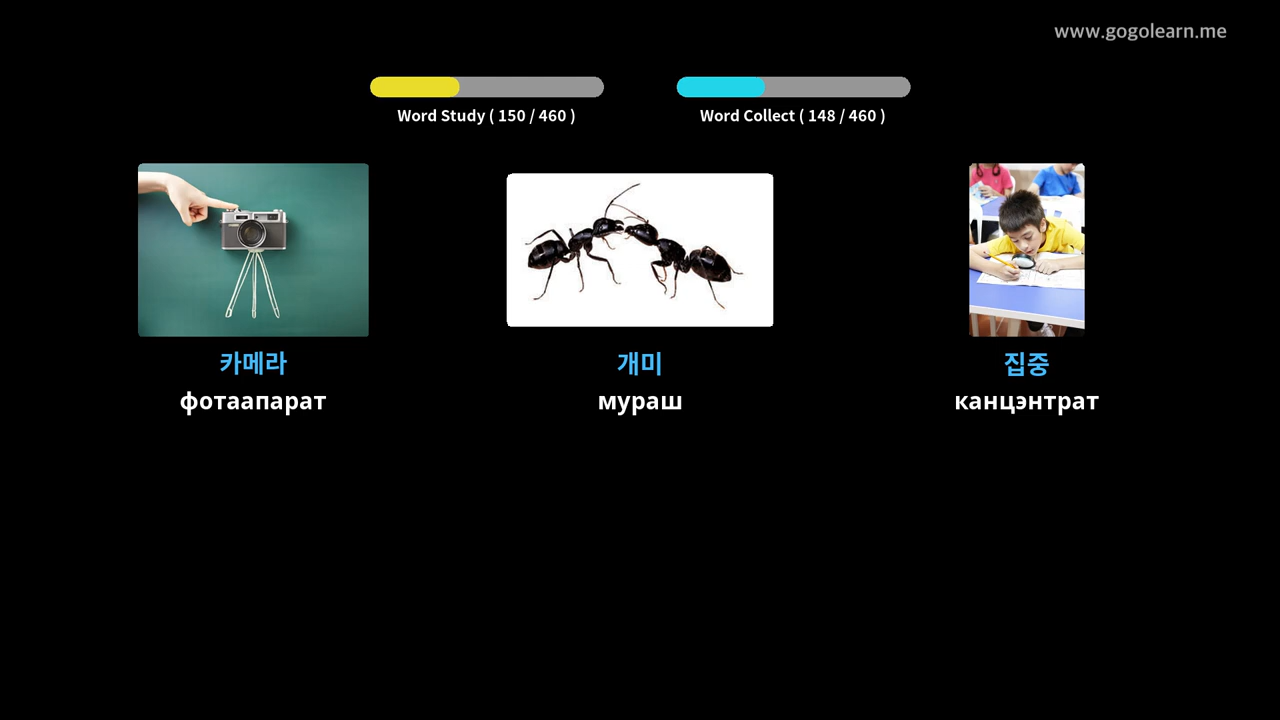 www.gogolearn.me
Word Study ( 150 / 460 )
Word Collect ( 148 / 460 )
카메라
фотаапарат
개미
мураш
집중
канцэнтрат